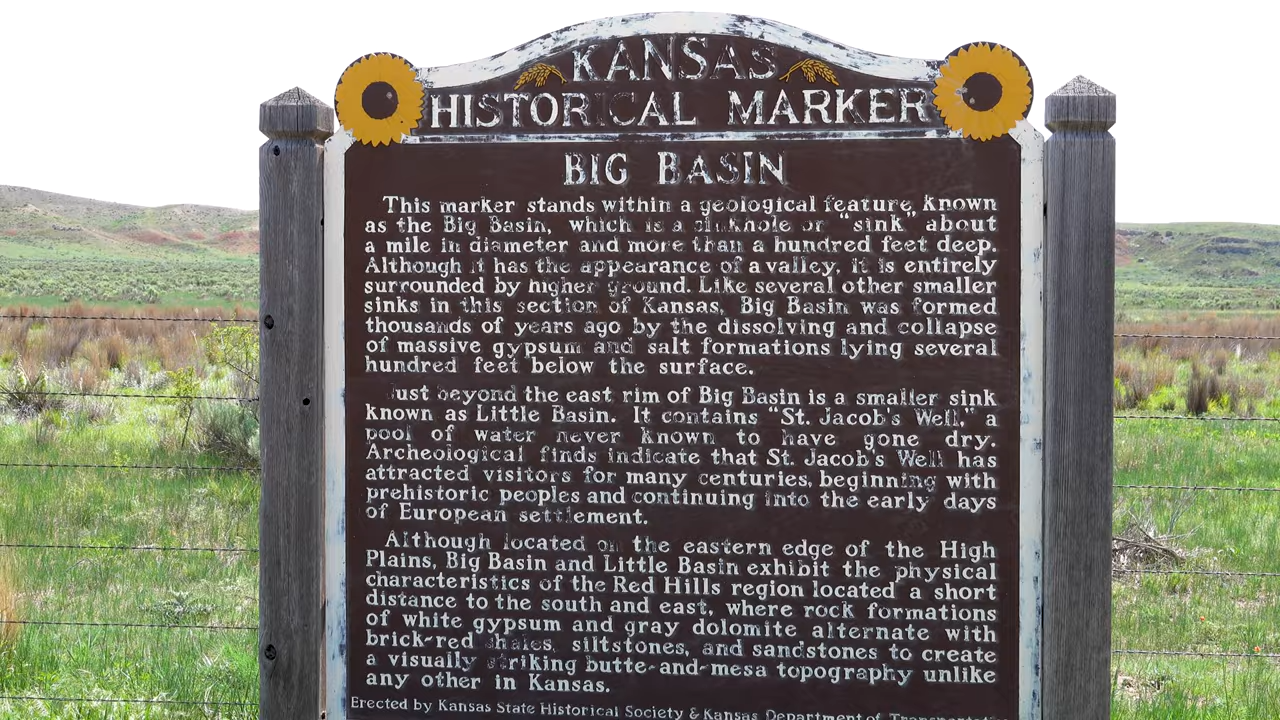 KANSAS
HISTORICAL MARKER
BIG BASIN
This marker stands within a geological feature known
as the Big Basin, which is a sinkhole or "sink" about
a mile in diameter and more than a hundred feet deep.
Although it has the appearance of a valley, it is entirely
surrounded by higher ground. Like several other smaller
sinks in this section of Kansas, Big Basin was formed
thousands of years ago by the dissolving and collapse
of massive gypsum and salt formations lying several
hundred feet below the surface.
Just beyond the east rim of Big Basin is a smaller sink
known as Little Basin. It contains "St. Jacob's Well," a
pool of water never known to have gone dry.
Archeological finds indicate that St. Jacob's Well has
attracted visitors for many centuries, beginning with
prehistoric peoples and continuing into the early days
of European settlement.
Although located on the eastern edge of the High
Plains, Big Basin and Little Basin exhibit the physical
characteristics of the Red Hills region located a short
distance to the south and east, where rock formations
of white gypsum and gray dolomite alternate with
brick-red shales, siltstones, and sandstones to create
a visually striking butte-and-mesa topography unlike
any other in Kansas.
Erected by Kansas State Historical Society & Kansas Department of Transportation